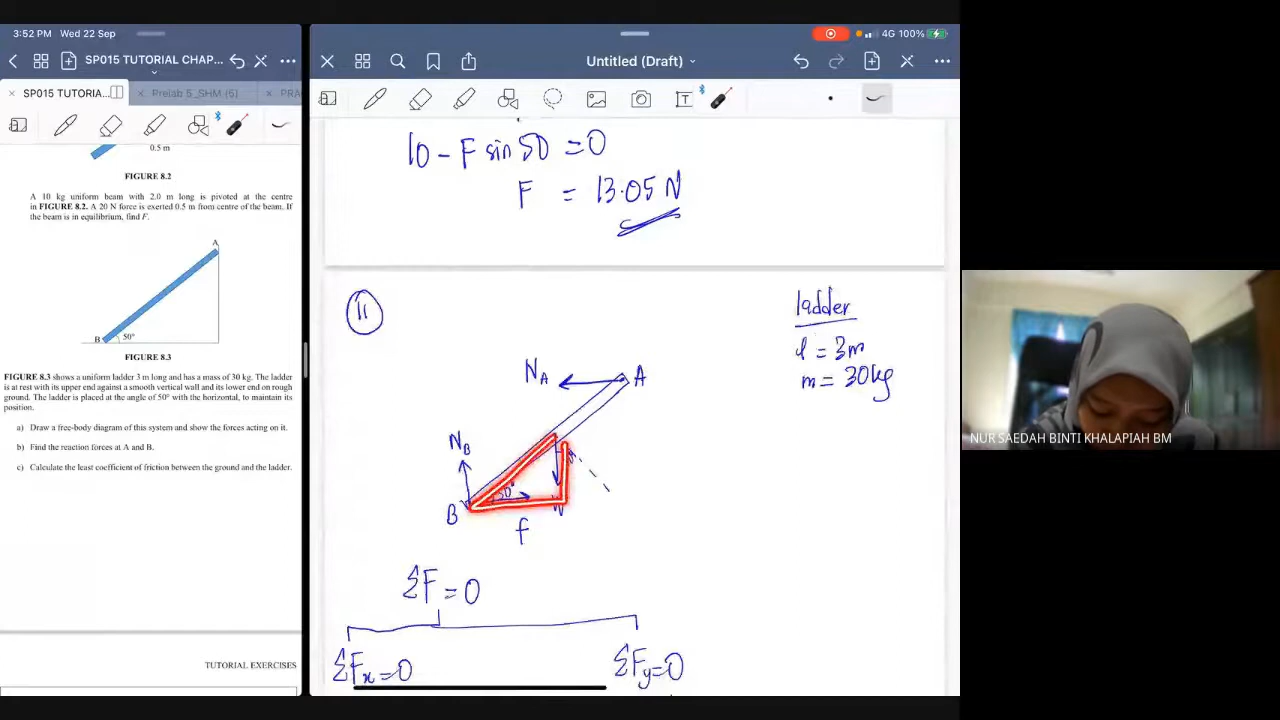 3:52 PM Wed 22 Sep
SP015 TUTORIAL CHAP...
SP015 TUTORIA...
Prelab 5_SHM (6)
PRA
0.5 m
FIGURE 8.2
A 10 kg uniform beam with 2.0 m long is pivoted at the centre
in FIGURE 8.2. A 20 N force is exerted 0.5 m from centre of the beam. If
the beam is in equilibrium, find F.
A
B
50°
FIGURE 8.3
FIGURE 8.3 shows a uniform ladder 3 m long and has a mass of 30 kg. The ladder
is at rest with its upper end against a smooth vertical wall and its lower end on rough
ground. The ladder is placed at the angle of 50° with the horizontal, to maintain its
position.
a) Draw a free-body diagram of this system and show the forces acting on it.
b) Find the reaction forces at A and B.
c) Calculate the least coefficient of friction between the ground and the ladder.
TUTORIAL EXERCISES
4G 100%
Untitled (Draft)
T
10 - F sin 50 = 0
F = 13.05 N
11
ladder
l = 3m
m = 30kg
N_A
A
N_B
50°
B
W
f
ΣF = 0
ΣFx = 0
ΣFy = 0
NUR SAEDAH BINTI KHALAPIAH BM